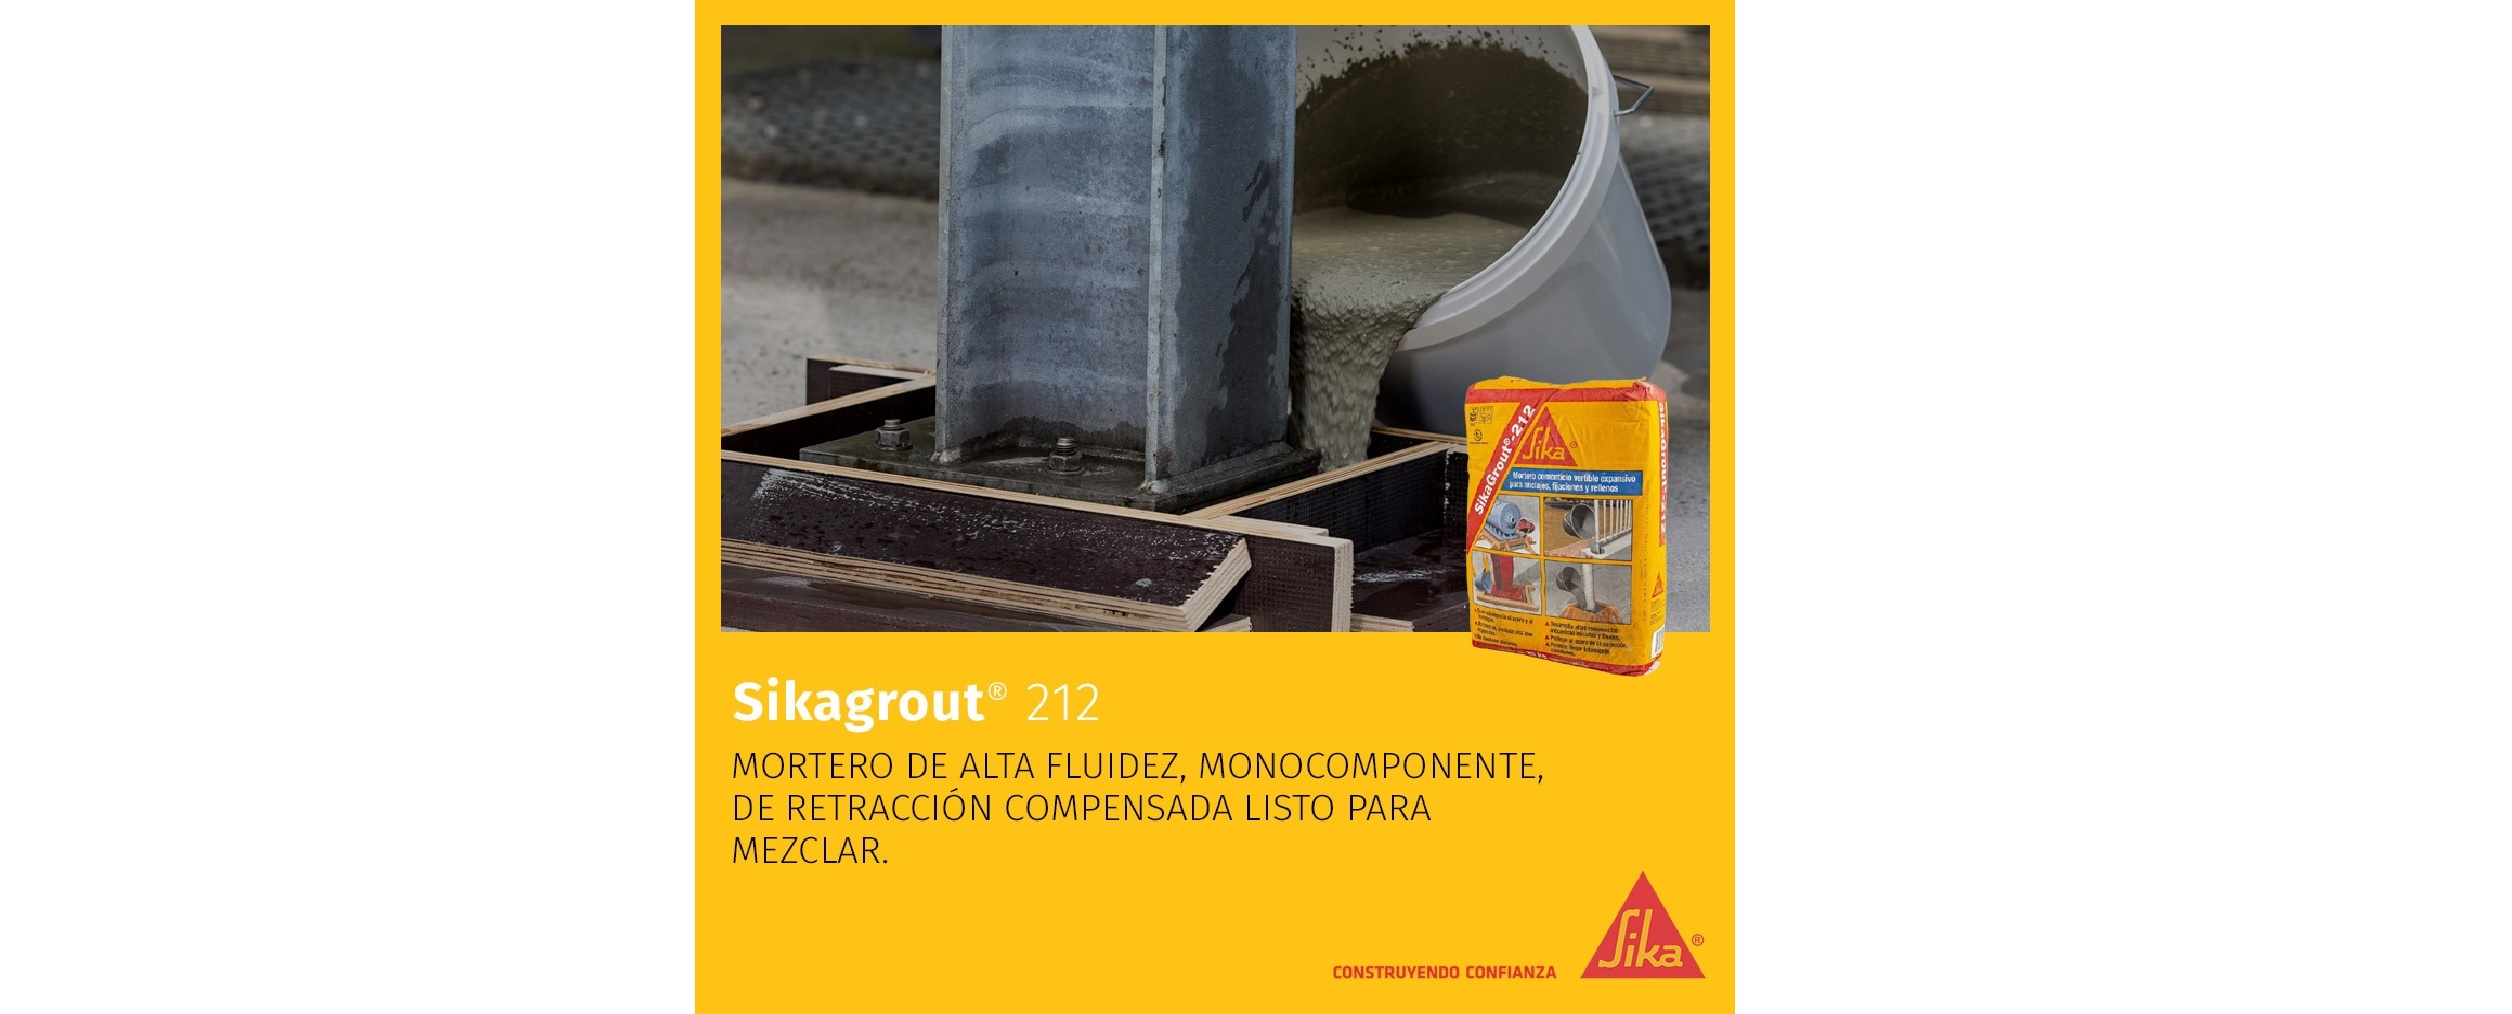 SikaGrout®-212
Sika
Mortero cementicio vertible expansivo
para anclajes, fijaciones y rellenos
Sikagrout® 212
MORTERO DE ALTA FLUIDEZ, MONOCOMPONENTE,
DE RETRACCIÓN COMPENSADA LISTO PARA
MEZCLAR.
CONSTRUYENDO CONFIANZA
Sika®